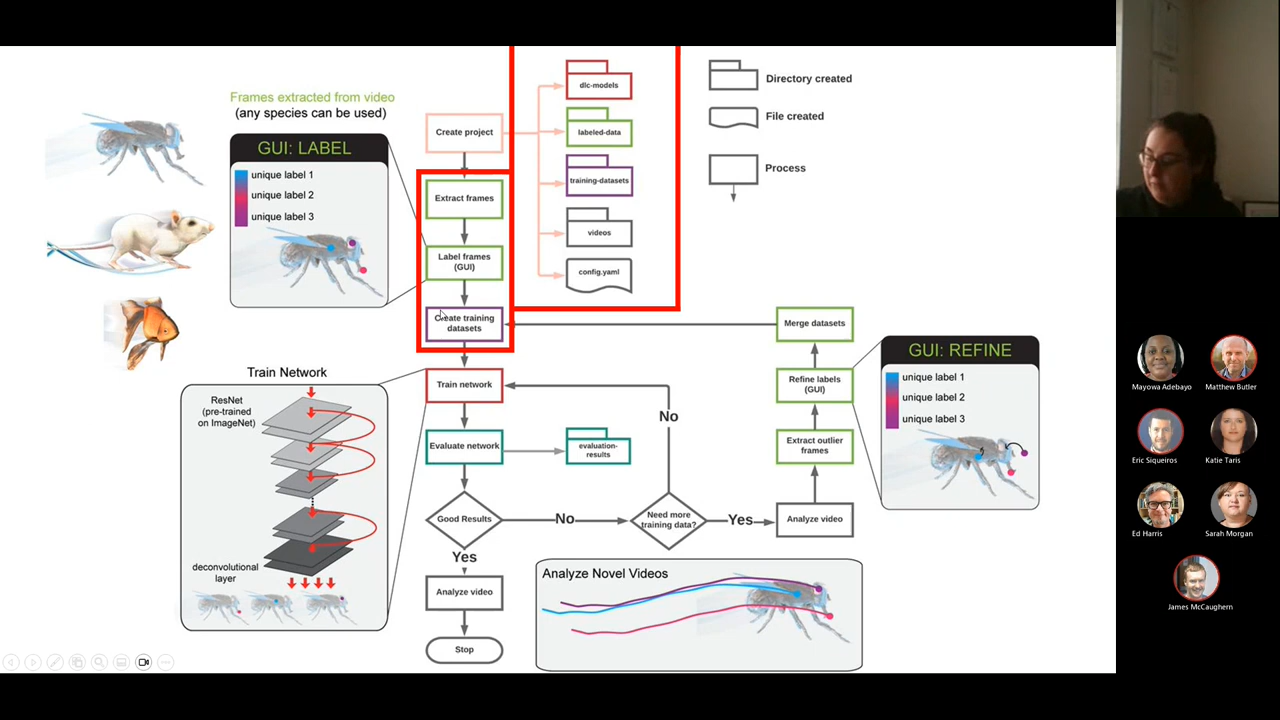 Frames extracted from video
(any species can be used)
GUI: LABEL
unique label 1
unique label 2
unique label 3
Create project
Extract frames
Label frames
(GUI)
Create training
datasets
dlc-models
labeled-data
training-datasets
videos
config.yaml
Directory created
File created
Process
Train Network
ResNet
(pre-trained
on ImageNet)
deconvolutional
layer
Train network
Evaluate network
evaluation-
results
Good Results
No
Need more
training data?
Yes
No
Yes
Analyze video
Stop
Analyze video
Extract outlier
frames
Refine labels
(GUI)
Merge datasets
GUI: REFINE
unique label 1
unique label 2
unique label 3
Analyze Novel Videos
Mayowa Adebayo
Matthew Butler
Eric Siqueiros
Katie Taris
Ed Harris
Sarah Morgan
James McCaughern